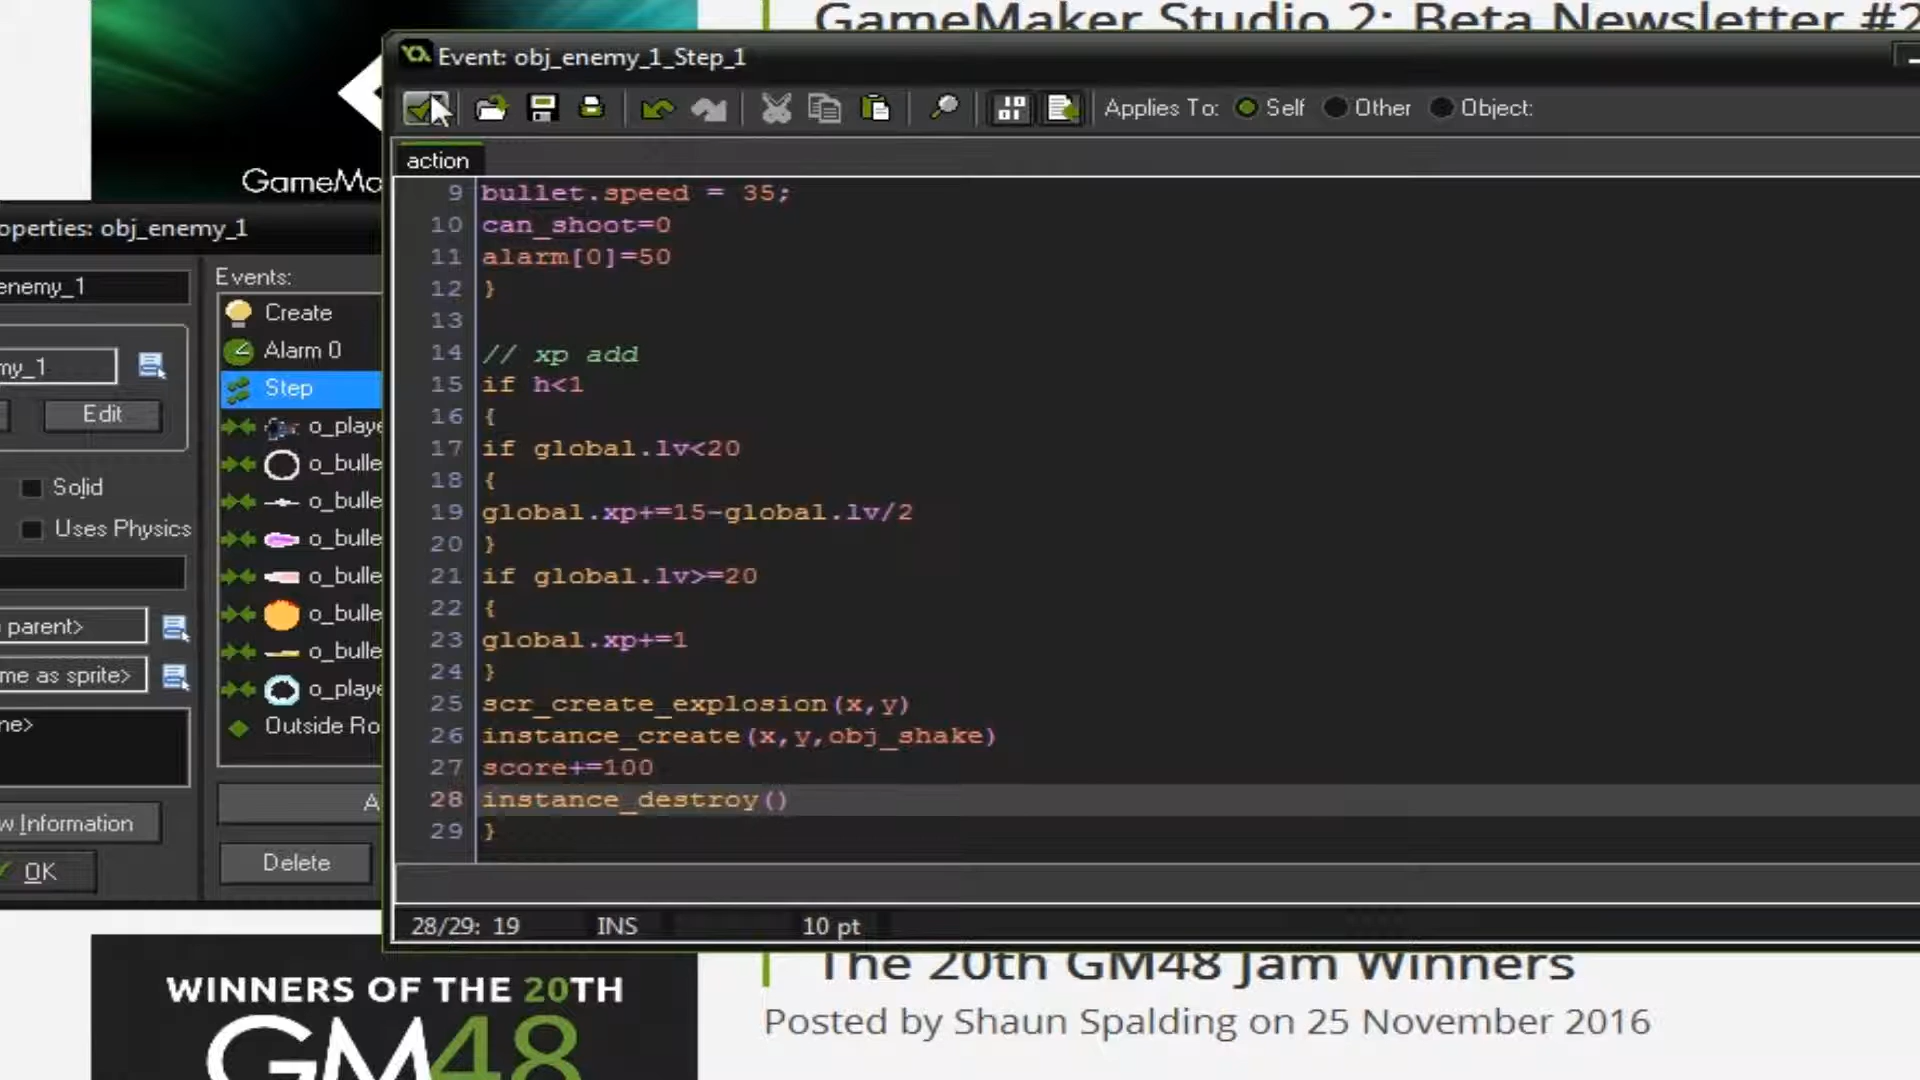 GameMaker Studio 2: Beta Newsletter #2
Event: obj_enemy_1_Step_1
Applies To: Self Other Object:
action
9 bullet.speed = 35;
10 can_shoot=0
11 alarm[0]=50
12 }
13
14 // xp add
15 if h<1
16 {
17 if global.lv<20
18 {
19 global.xp+=15-global.lv/2
20 }
21 if global.lv>=20
22 {
23 global.xp+=1
24 }
25 scr_create_explosion(x,y)
26 instance_create(x,y,obj_shake)
27 score+=100
28 instance_destroy()
29 }
28/29: 19 INS 10 pt
GameMa
operties: obj_enemy_1
enemy_1
my_1
Edit
Solid
Uses Physics
parent>
me as sprite>
ne>
w Information
OK
Events:
Create
Alarm 0
Step
o_playe
o_bulle
o_bulle
o_bulle
o_bulle
o_bulle
o_bulle
o_playe
Outside Ro
A
Delete
WINNERS OF THE 20TH
GM48
The 20th GM48 Jam Winners
Posted by Shaun Spalding on 25 November 2016